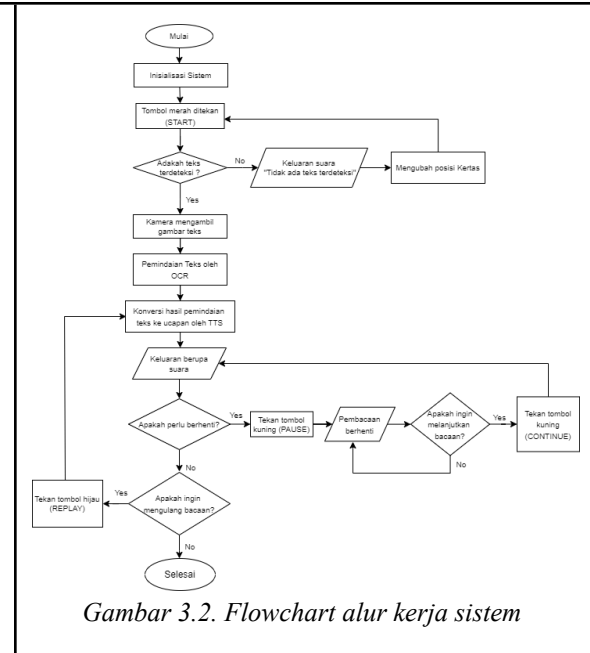 Mulai
Inisialisasi Sistem
Tombol merah ditekan
(START)
Adakah teks
terdeteksi ?
No
Keluaran suara
"Tidak ada teks terdeteksi"
Mengubah posisi Kertas
Yes
Kamera mengambil
gambar teks
Pemindaian Teks oleh
OCR
Konversi hasil pemindaian
teks ke ucapan oleh TTS
Keluaran berupa
suara
Apakah perlu berhenti?
Yes
Tekan tombol
kuning (PAUSE)
Pembacaan
berhenti
Apakah ingin
melanjutkan
bacaan?
Yes
Tekan tombol
kuning
(CONTINUE)
No
No
Apakah ingin
mengulang bacaan?
Yes
Tekan tombol hijau
(REPLAY)
No
Selesai
Gambar 3.2. Flowchart alur kerja sistem